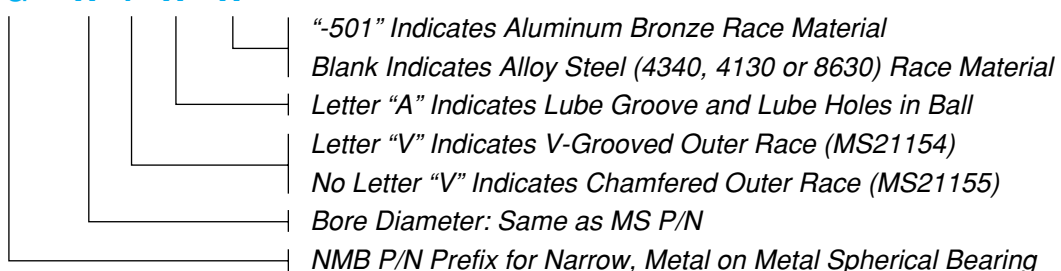 “-501” Indicates Aluminum Bronze Race Material
Blank Indicates Alloy Steel (4340, 4130 or 8630) Race Material
Letter “A” Indicates Lube Groove and Lube Holes in Ball
Letter “V” Indicates V-Grooved Outer Race (MS21154)
No Letter “V” Indicates Chamfered Outer Race (MS21155)
Bore Diameter: Same as MS P/N
NMB P/N Prefix for Narrow, Metal on Metal Spherical Bearing